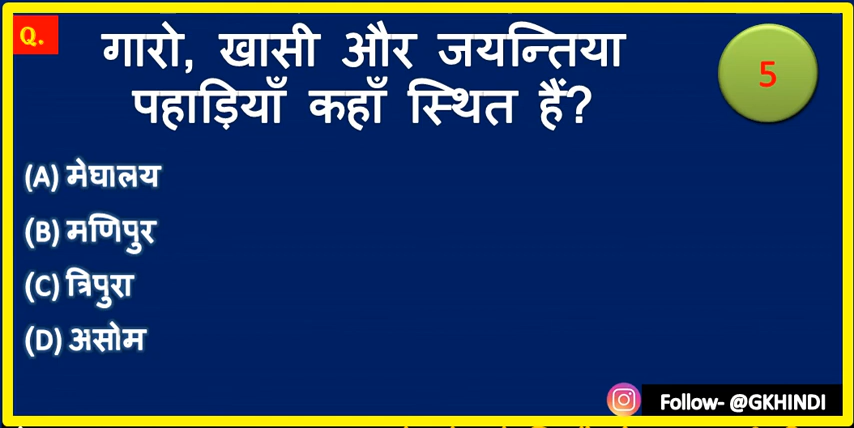 Q.
गारो, खासी और जयन्तिया
5
पहाड़ियाँ कहाँ स्थित हैं?
(A) मेघालय
(B) मणिपुर
(C) त्रिपुरा
(D) असोम
Follow- @GKHINDI